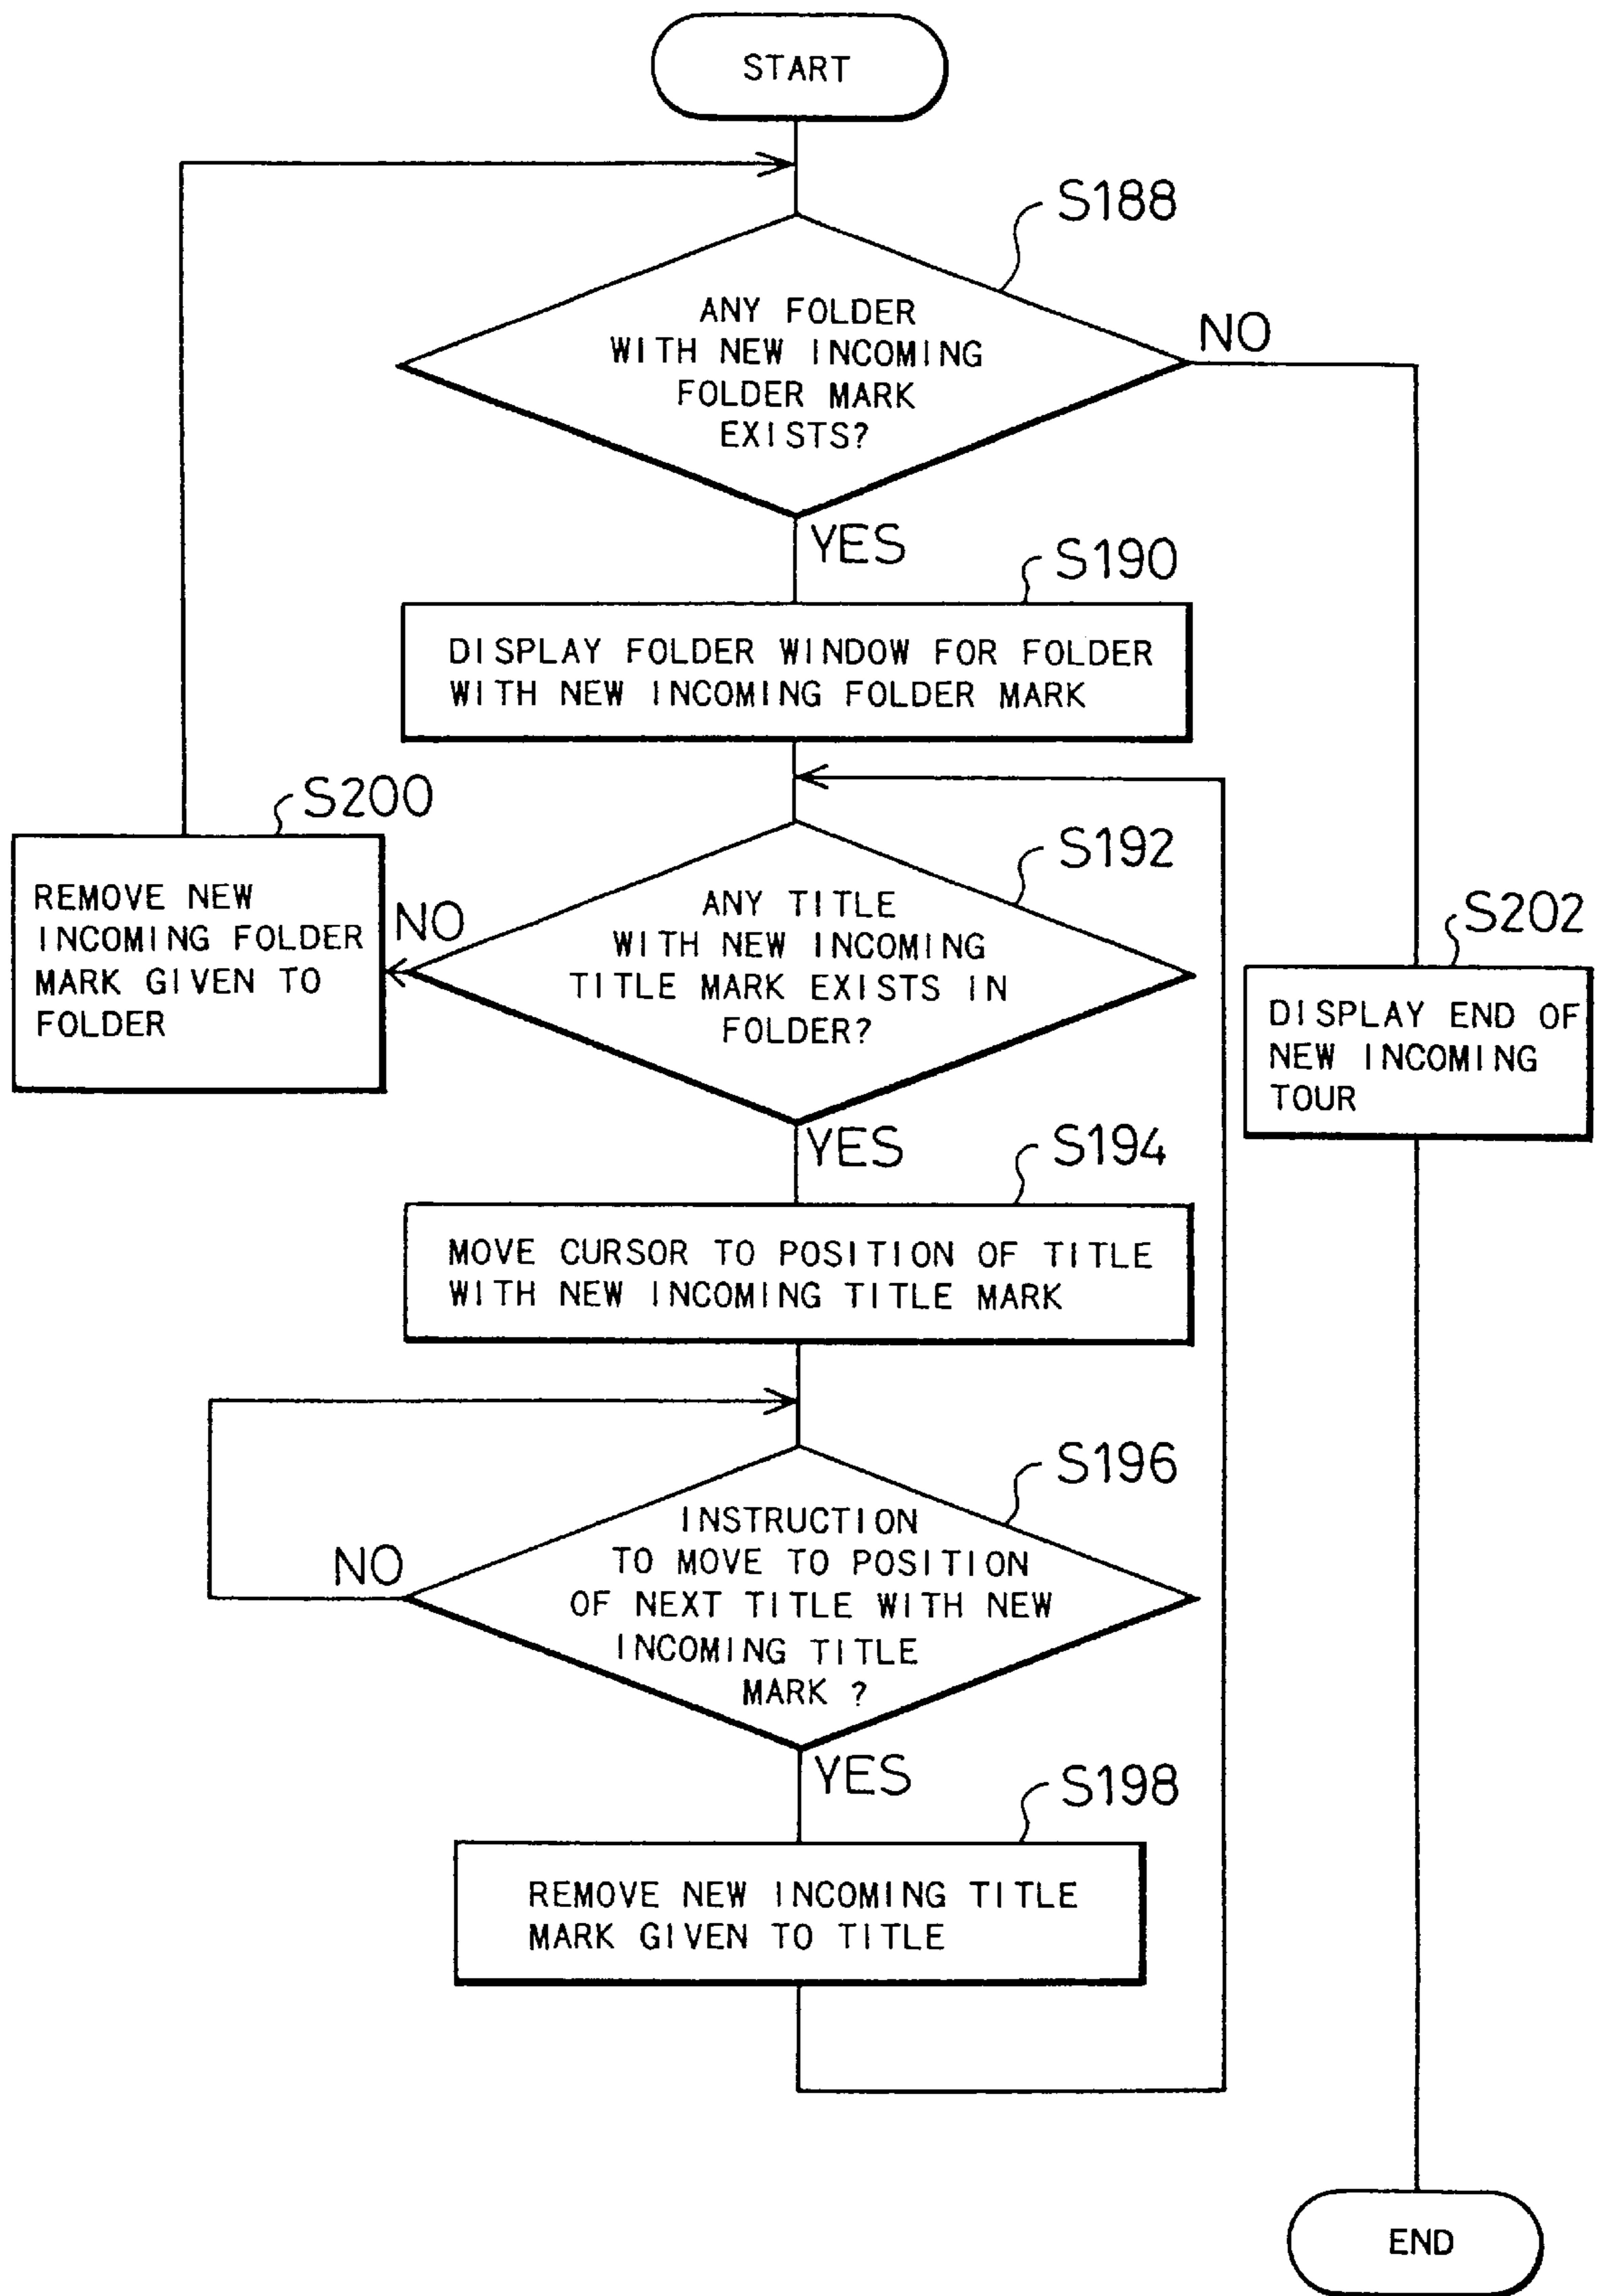 START
S188
ANY FOLDER
WITH NEW INCOMING
FOLDER MARK
EXISTS?
NO
YES
S190
DISPLAY FOLDER WINDOW FOR FOLDER
WITH NEW INCOMING FOLDER MARK
S200
REMOVE NEW
INCOMING FOLDER
MARK GIVEN TO
FOLDER
NO
S192
ANY TITLE
WITH NEW INCOMING
TITLE MARK EXISTS IN
FOLDER?
YES
S202
DISPLAY END OF
NEW INCOMING
TOUR
S194
MOVE CURSOR TO POSITION OF TITLE
WITH NEW INCOMING TITLE MARK
S196
INSTRUCTION
TO MOVE TO POSITION
OF NEXT TITLE WITH NEW
INCOMING TITLE
MARK ?
NO
YES
S198
REMOVE NEW INCOMING TITLE
MARK GIVEN TO TITLE
END